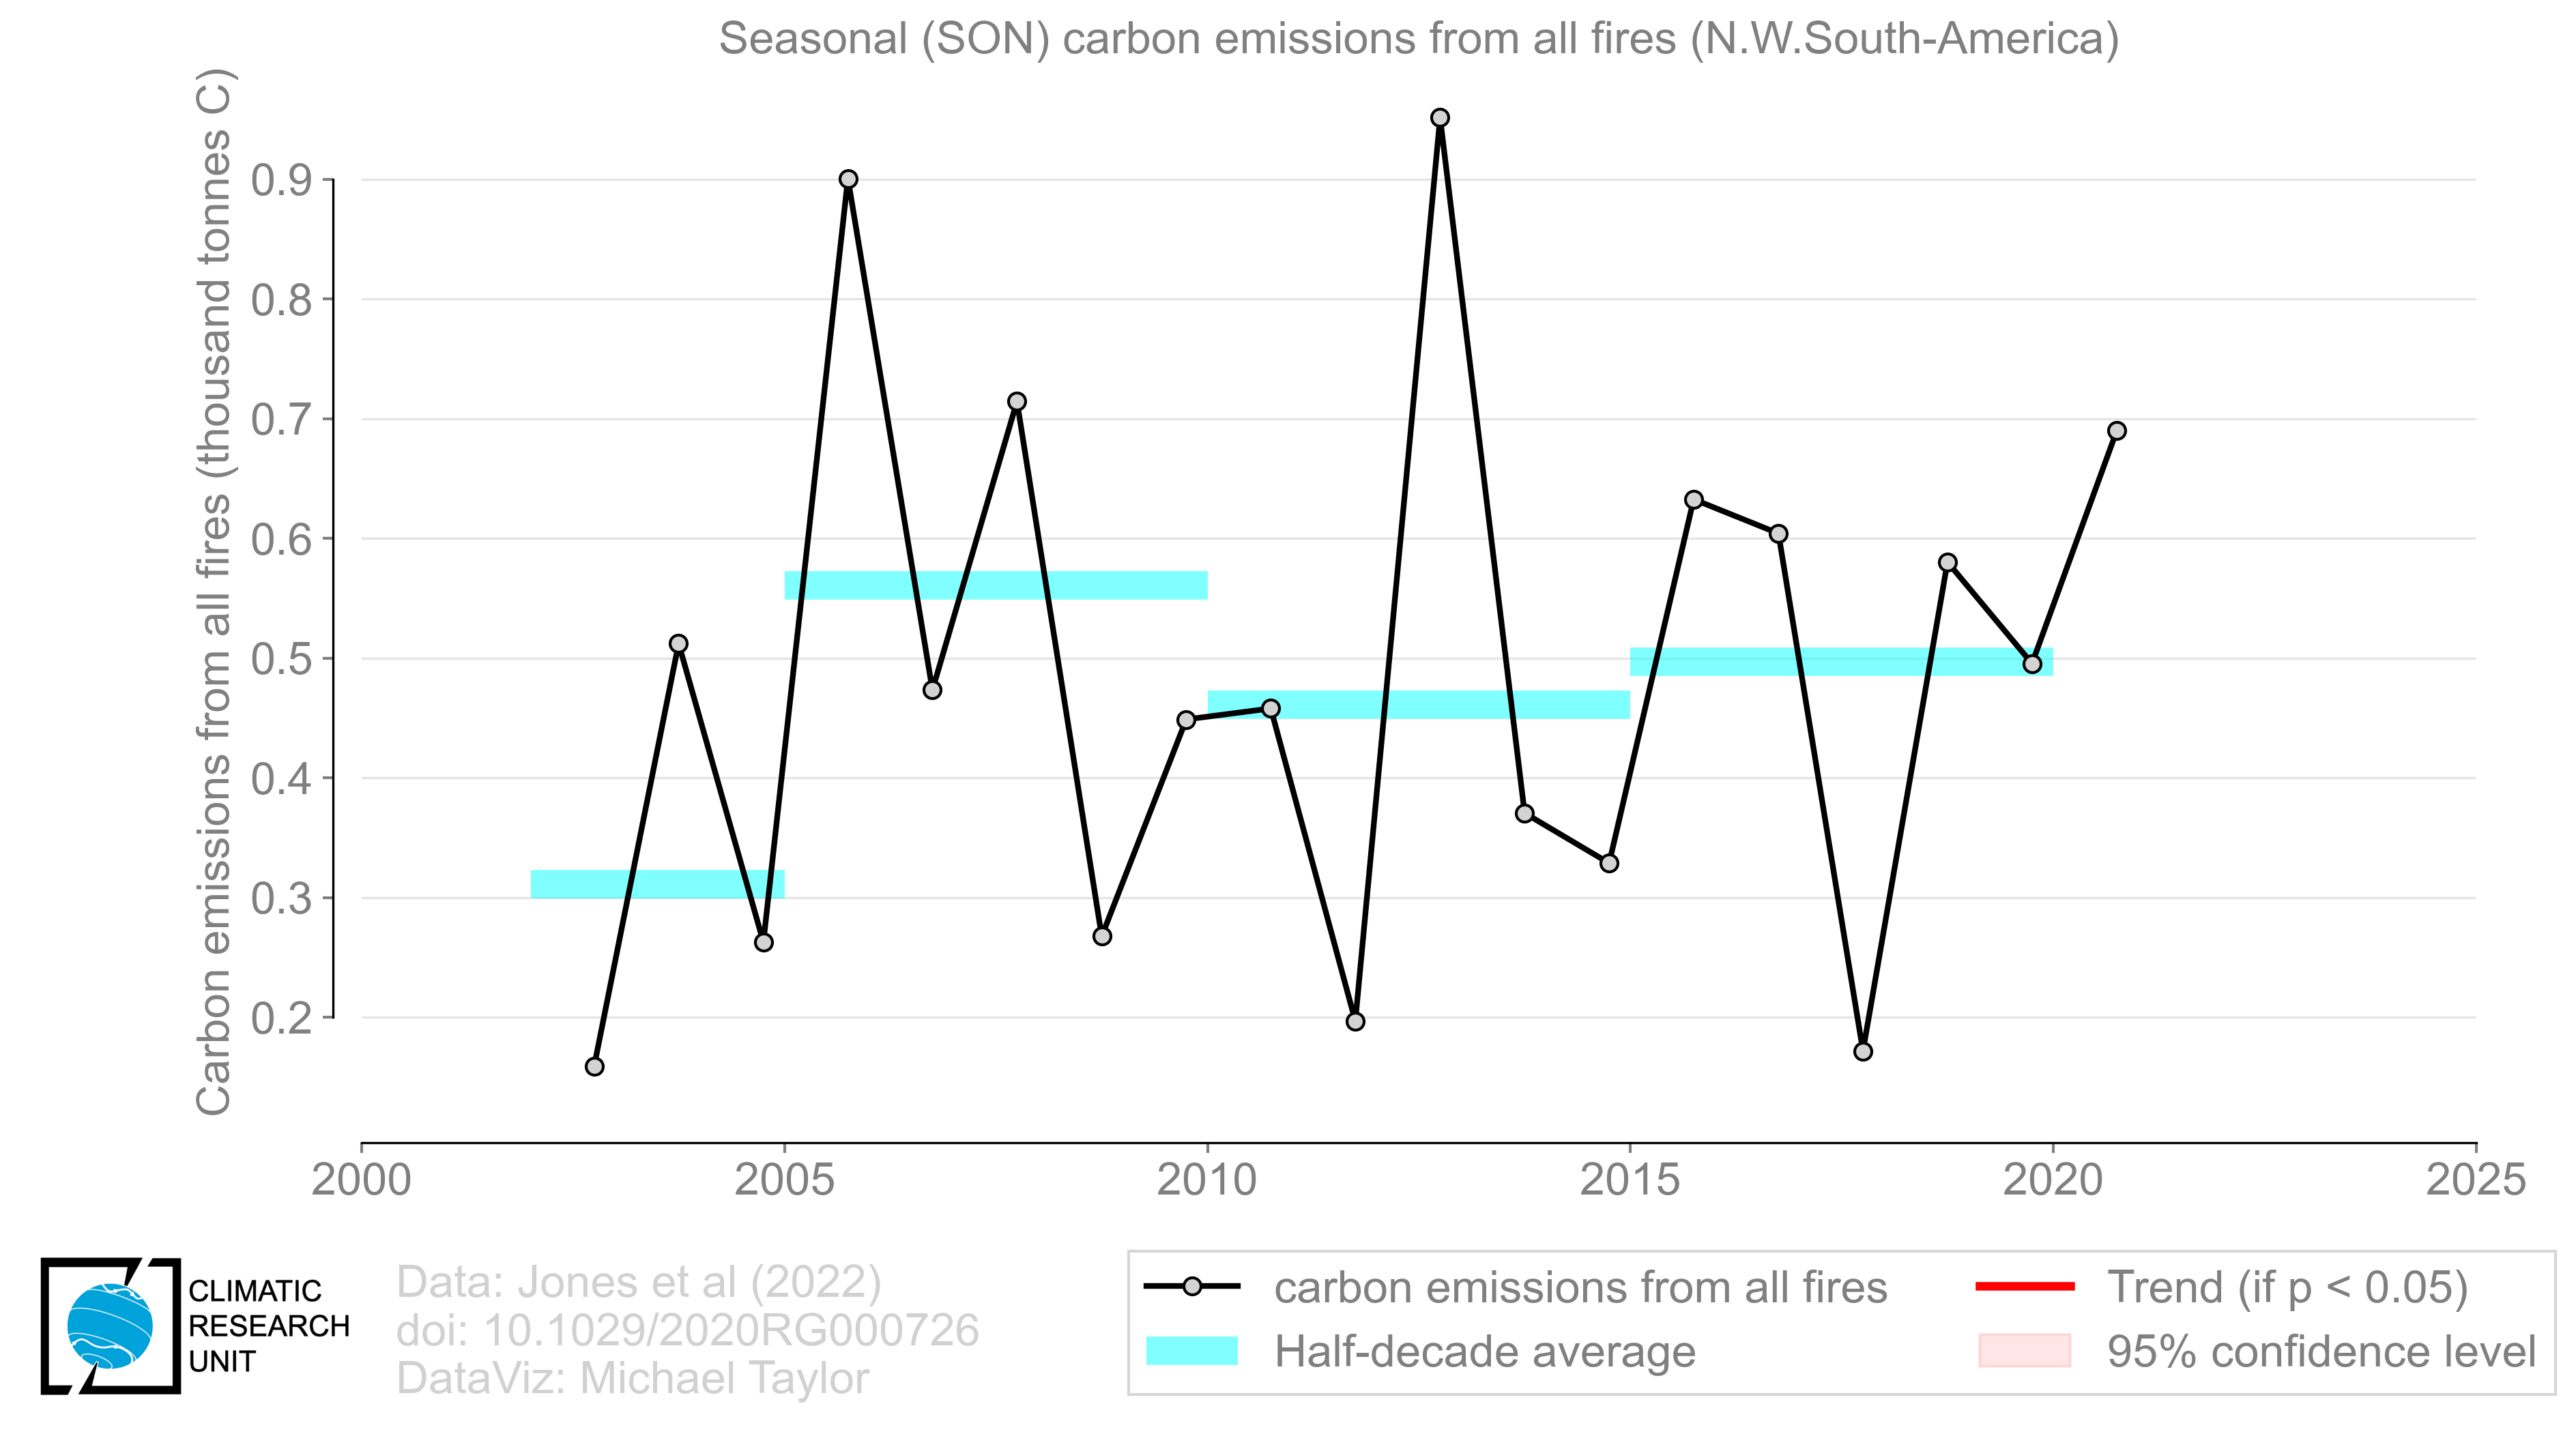 Seasonal (SON) carbon emissions from all fires (N.W.South-America)
Carbon emissions from all fires (thousand tonnes C)
0.9
0.8
0.7
0.6
0.5
0.4
0.3
0.2
2000
2005
2010
2015
2020
2025
CLIMATIC
RESEARCH
UNIT
Data: Jones et al (2022)
doi: 10.1029/2020RG000726
DataViz: Michael Taylor
carbon emissions from all fires
Half-decade average
Trend (if p < 0.05)
95% confidence level